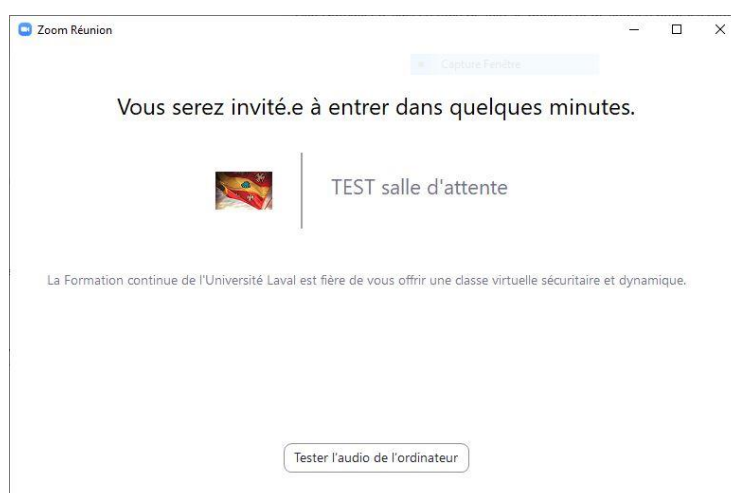 Zoom Réunion
Capture Fenêtre
Vous serez invité.e à entrer dans quelques minutes.
TEST salle d'attente
La Formation continue de l'Université Laval est fière de vous offrir une classe virtuelle sécuritaire et dynamique.
Tester l'audio de l'ordinateur